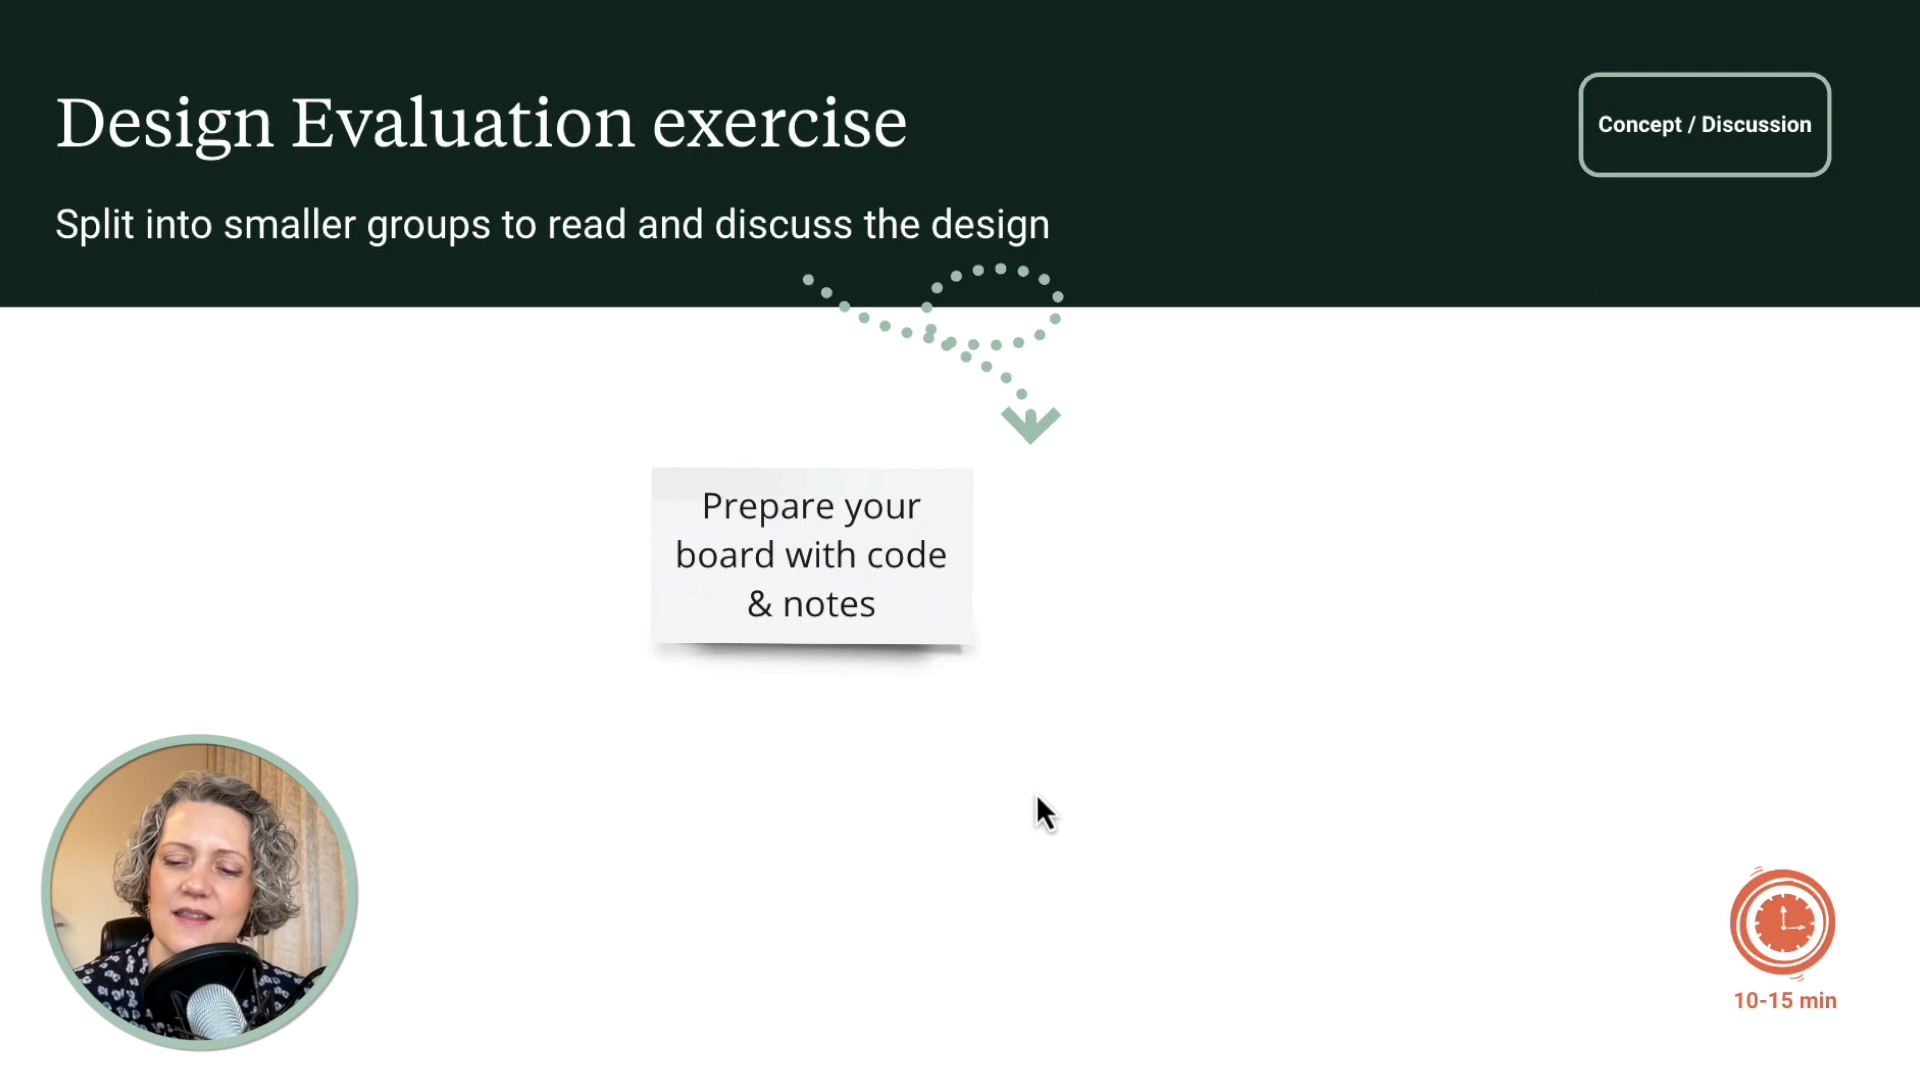 Design Evaluation exercise
Concept / Discussion
Split into smaller groups to read and discuss the design
Prepare your
board with code
& notes
10-15 min